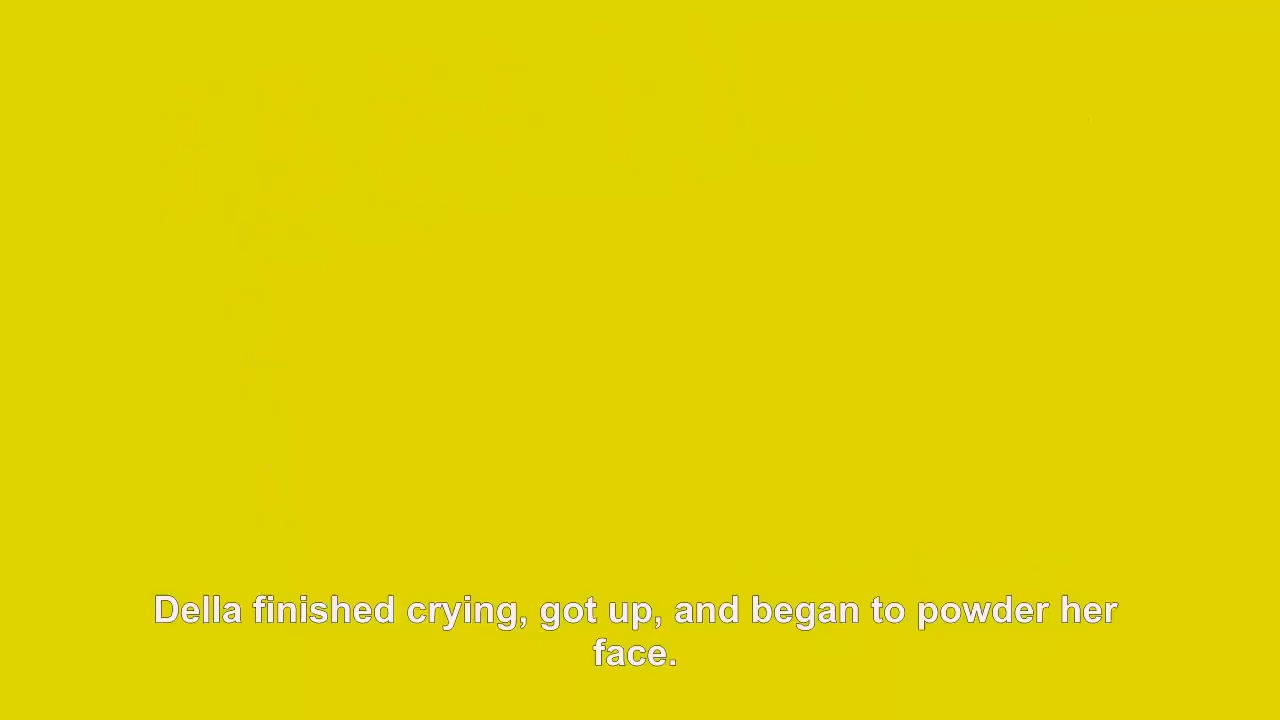 Della finished crying, got up, and began to powder her
face.